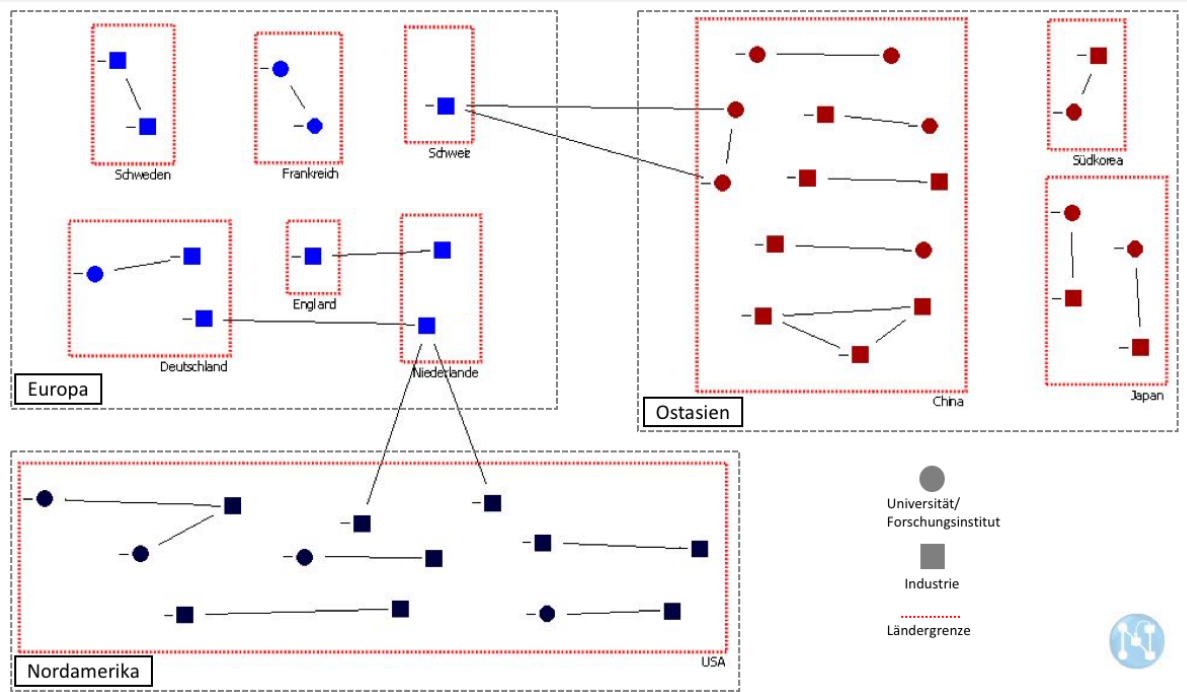 Schweden
Frankreich
Schweiz
Südkorea
Deutschland
England
Niederlande
Europa
China
Japan
Ostasien
Universität/
Forschungsinstitut
Industrie
Ländergrenze
USA
Nordamerika